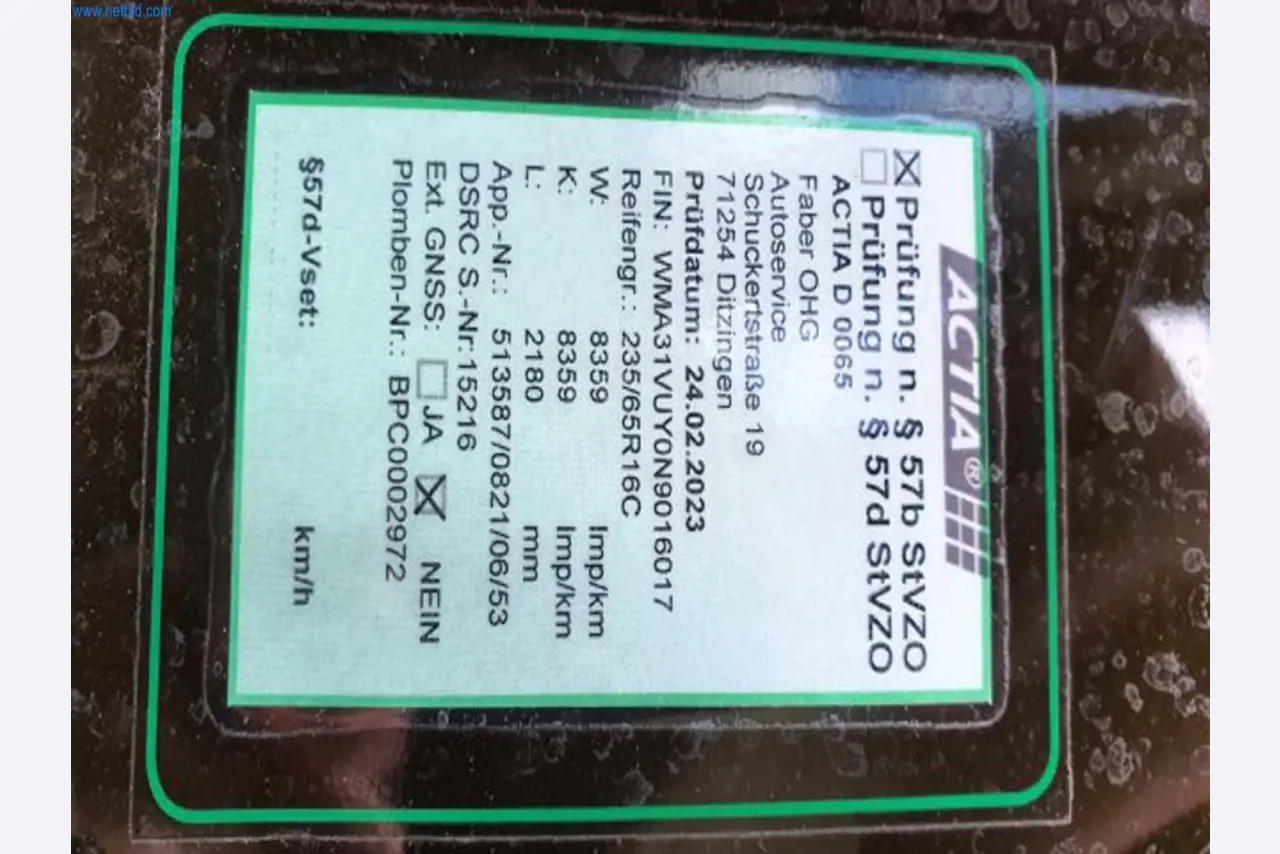 www.netbid.com
ACTIA®
☒ Prüfung n. § 57b StVZO
☐ Prüfung n. § 57d StVZO
ACTIA D 0065
Faber OHG
Autoservice
Schuckertstraße 19
71254 Ditzingen
Prüfdatum: 24.02.2023
FIN: WMA31VUY0N9016017
Reifengr.: 235/65R16C
W: 8359 Imp/km
K: 8359 Imp/km
L: 2180 mm
App.-Nr.: 513587/0821/06/53
DSRC S.-Nr:15216
Ext. GNSS: ☐ JA ☒ NEIN
Plomben-Nr.: BPC0002972
§57d-Vset: km/h